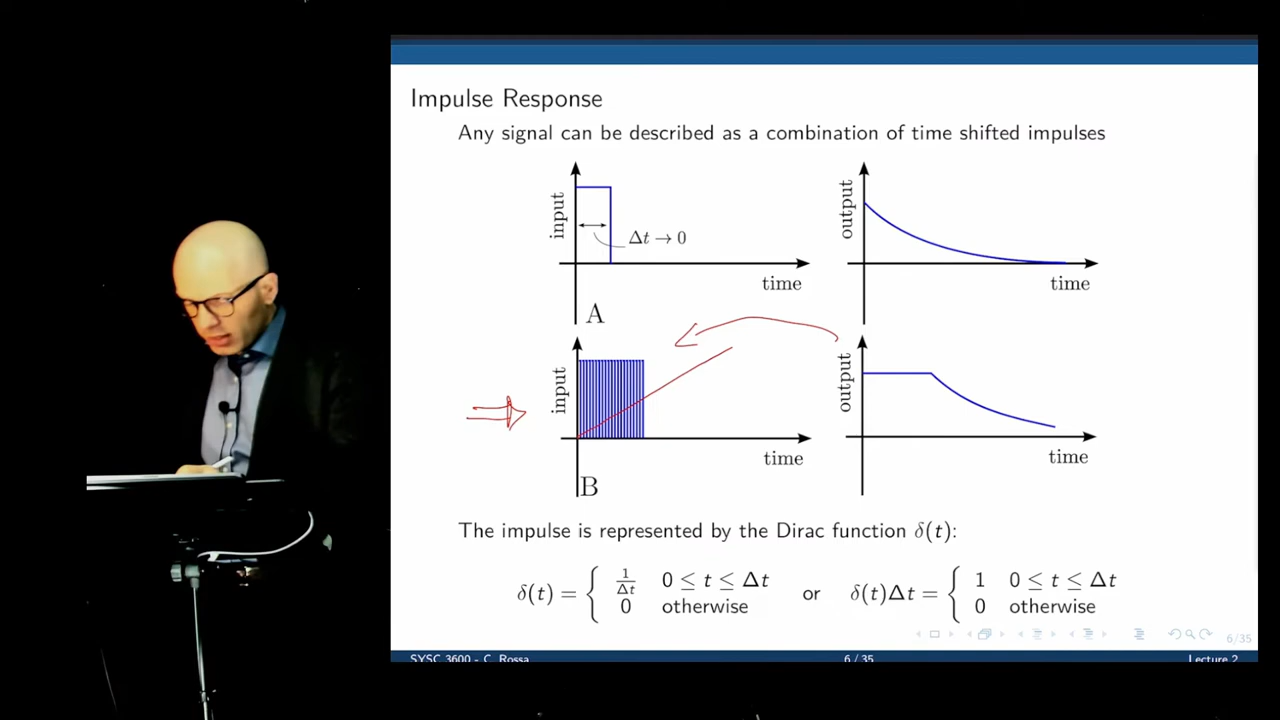 Impulse Response
Any signal can be described as a combination of time shifted impulses
input
Δt → 0
time
A
output
time
input
time
B
output
time
The impulse is represented by the Dirac function δ(t):
δ(t) = { 1/Δt 0 ≤ t ≤ Δt
0 otherwise
or δ(t)Δt = { 1 0 ≤ t ≤ Δt
0 otherwise
6/35
SYSC 3600 - C. Rossa 6 / 35 Lecture 2